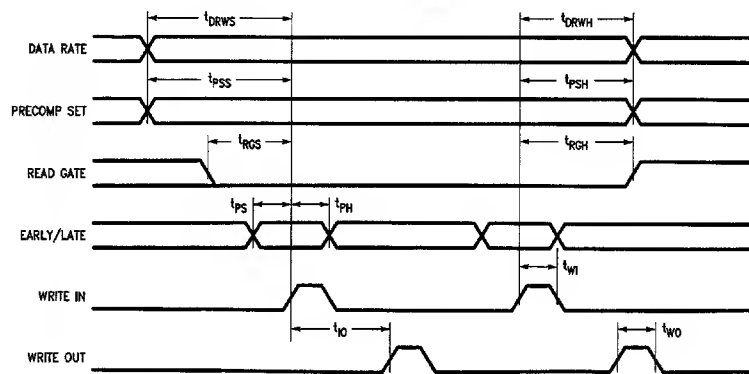 tDRWS
tDRWH
DATA RATE
tPSS
tPSH
PRECOMP SET
tRGS
tRGH
READ GATE
tPS
tPH
EARLY/LATE
tWI
WRITE IN
tIO
tWO
WRITE OUT